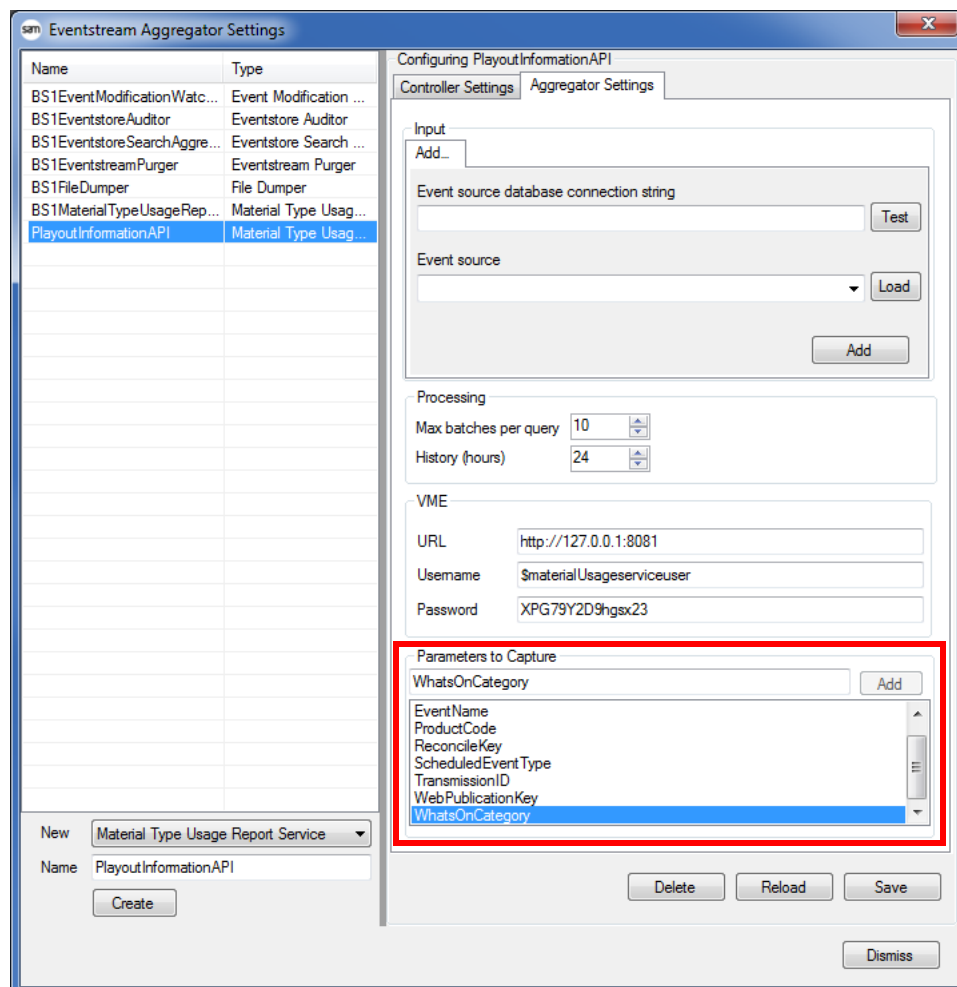 sam Eventstream Aggregator Settings
Name Type
BS1EventModificationWatc... Event Modification ...
BS1EventstoreAuditor Eventstore Auditor
BS1EventstoreSearchAggre... Eventstore Search ...
BS1EventstreamPurger Eventstream Purger
BS1FileDumper File Dumper
BS1MaterialTypeUsageRep... Material Type Usag...
PlayoutInformationAPI Material Type Usag...
New Material Type Usage Report Service
Name PlayoutInformationAPI
Create
Configuring PlayoutInformationAPI
Controller Settings Aggregator Settings
Input
Add...
Event source database connection string
Test
Event source
Load
Add
Processing
Max batches per query 10
History (hours) 24
VME
URL http://127.0.0.1:8081
Username $materialUsageserviceuser
Password XPG79Y2D9hgsx23
Parameters to Capture
WhatsOnCategory Add
EventName
ProductCode
ReconcileKey
ScheduledEventType
TransmissionID
WebPublicationKey
WhatsOnCategory
Delete Reload Save
Dismiss